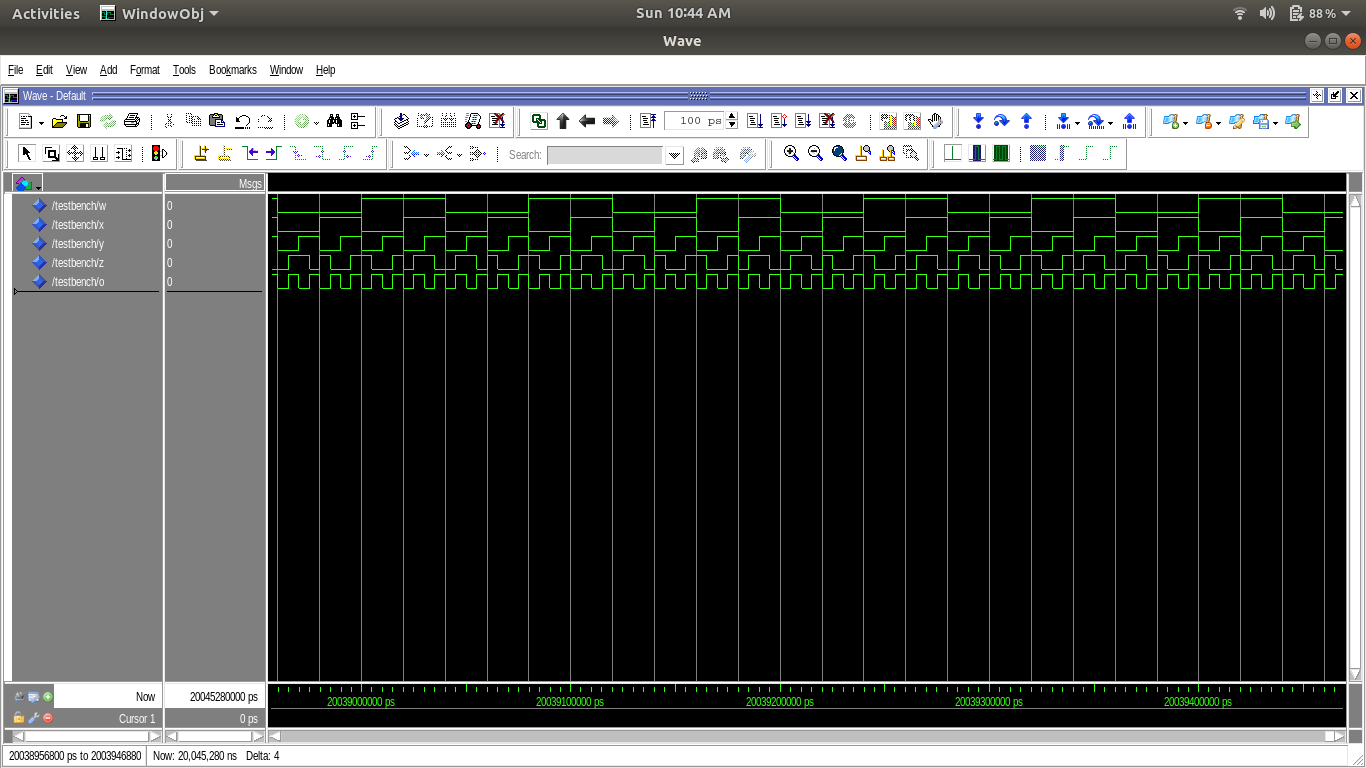 Activities WindowObj Sun 10:44 AM 88%
Wave
File Edit View Add Format Tools Bookmarks Window Help
Wave - Default
100 ps
Search:
Msgs
/testbench/w 0
/testbench/x 0
/testbench/y 0
/testbench/z 0
/testbench/o 0
Now 20045280000 ps
20039000000 ps 20039100000 ps 20039200000 ps 20039300000 ps 20039400000 ps
Cursor 1 0 ps
20038956800 ps to 2003946880 Now: 20,045,280 ns Delta: 4